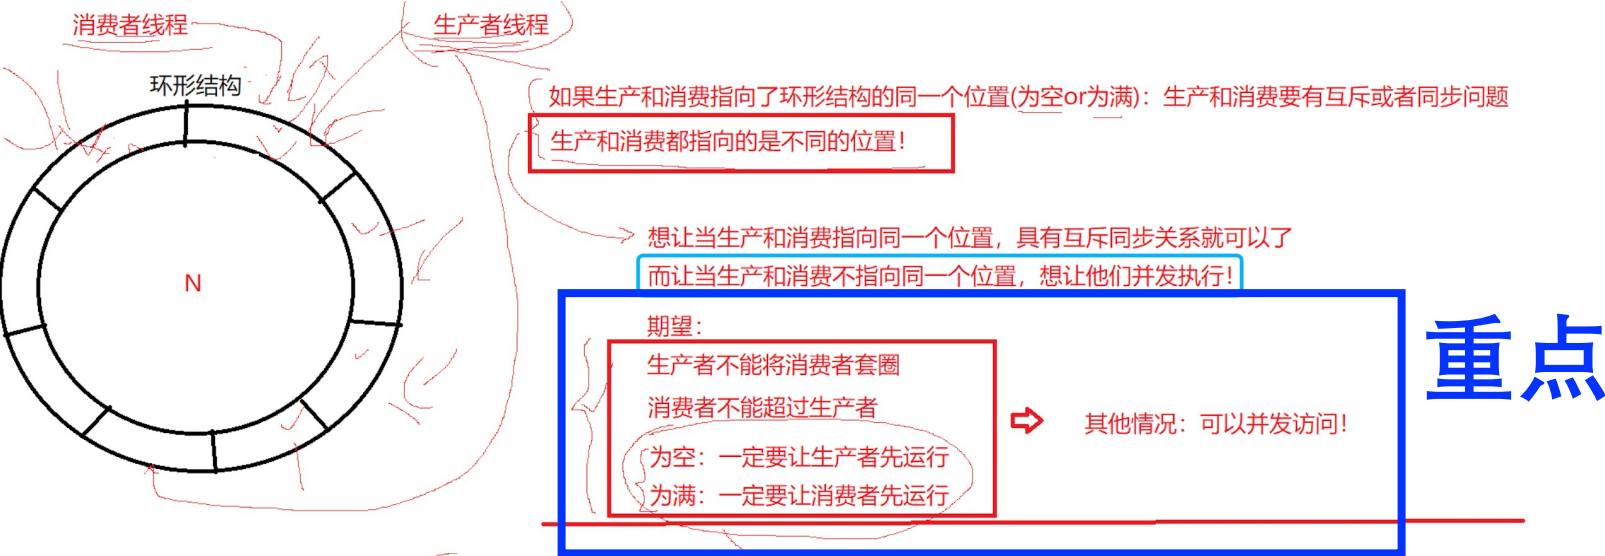 消费者线程
生产者线程
环形结构
N
如果生产和消费指向了环形结构的同一个位置(为空or为满)：生产和消费要有互斥或者同步问题
生产和消费都指向的是不同的位置！
想让当生产和消费指向同一个位置，具有互斥同步关系就可以了
而让当生产和消费不指向同一个位置，想让他们并发执行！
期望：
生产者不能将消费者套圈
消费者不能超过生产者
为空：一定要让生产者先运行
为满：一定要让消费者先运行
其他情况：可以并发访问！
重点